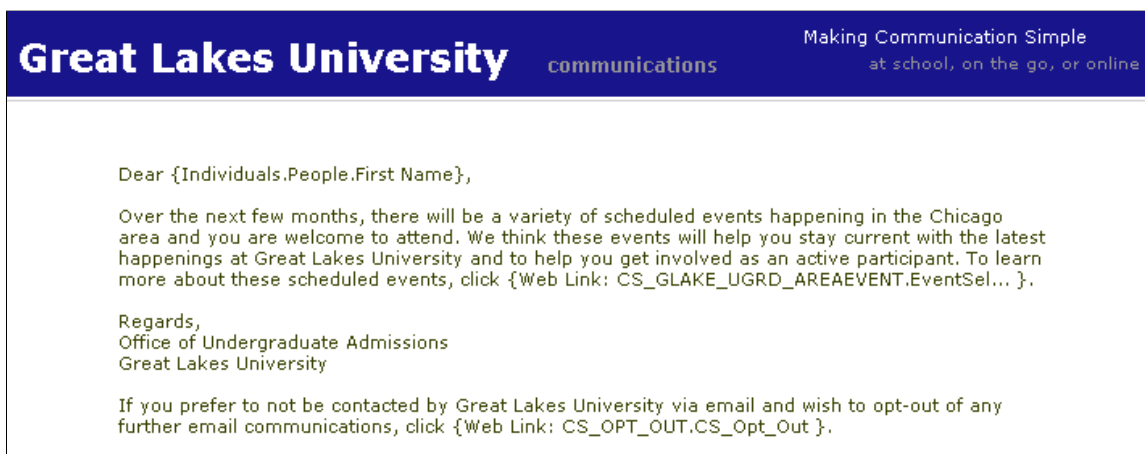 Great Lakes University communications
Making Communication Simple
at school, on the go, or online
Dear {Individuals.People.First Name},
Over the next few months, there will be a variety of scheduled events happening in the Chicago
area and you are welcome to attend. We think these events will help you stay current with the latest
happenings at Great Lakes University and to help you get involved as an active participant. To learn
more about these scheduled events, click {Web Link: CS_GLAKE_UGRD_AREAEVENT.EventSel... }.
Regards,
Office of Undergraduate Admissions
Great Lakes University
If you prefer to not be contacted by Great Lakes University via email and wish to opt-out of any
further email communications, click {Web Link: CS_OPT_OUT.CS_Opt_Out }.